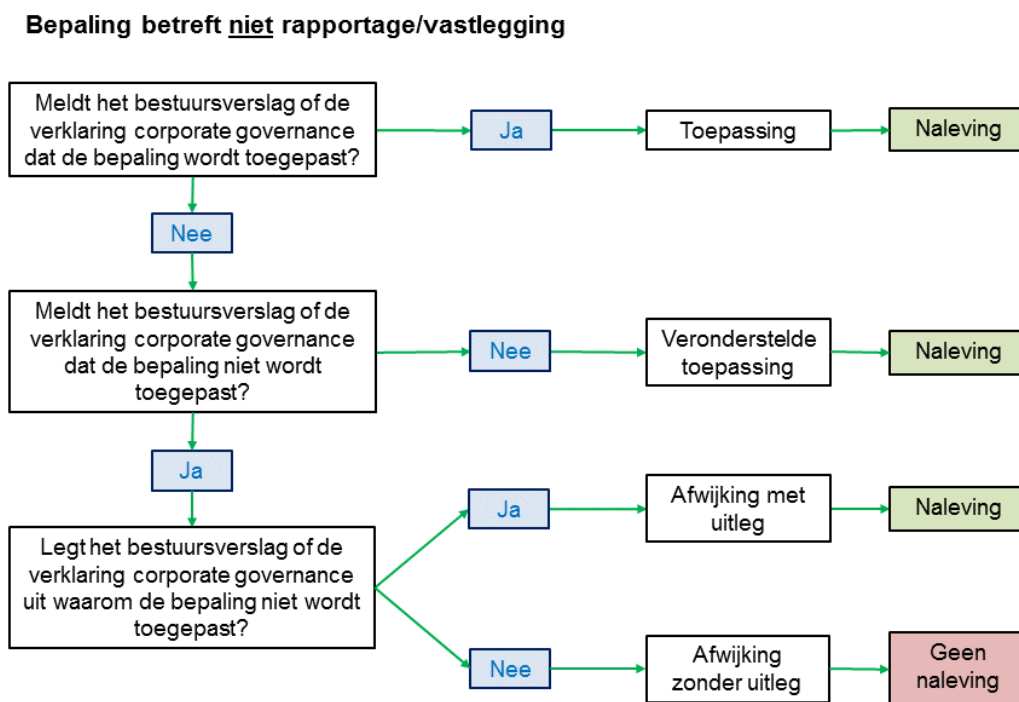 Bepaling betreft niet rapportage/vastlegging
Meldt het bestuursverslag of de
verklaring corporate governance
dat de bepaling wordt toegepast?
Ja
Toepassing
Naleving
Nee
Meldt het bestuursverslag of de
verklaring corporate governance
dat de bepaling niet wordt
toegepast?
Nee
Veronderstelde
toepassing
Naleving
Ja
Legt het bestuursverslag of de
verklaring corporate governance
uit waarom de bepaling niet wordt
toegepast?
Ja
Afwijking met
uitleg
Naleving
Nee
Afwijking
zonder uitleg
Geen
naleving